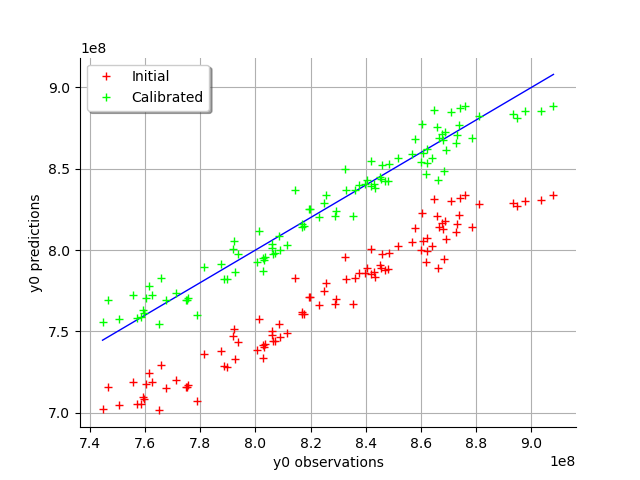 1e8
Initial
Calibrated
9.0
8.5
8.0
7.5
7.0
y0 predictions
7.4 7.6 7.8 8.0 8.2 8.4 8.6 8.8 9.0
y0 observations
1e8